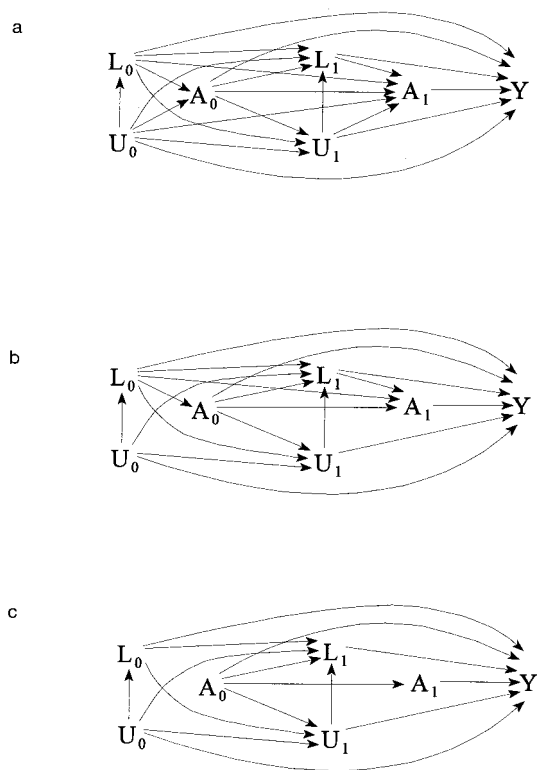 a
L₀ L₁
A₀ A₁ Y
U₀ U₁
b
L₀ L₁
A₀ A₁ Y
U₀ U₁
c
L₀ L₁
A₀ A₁ Y
U₀ U₁